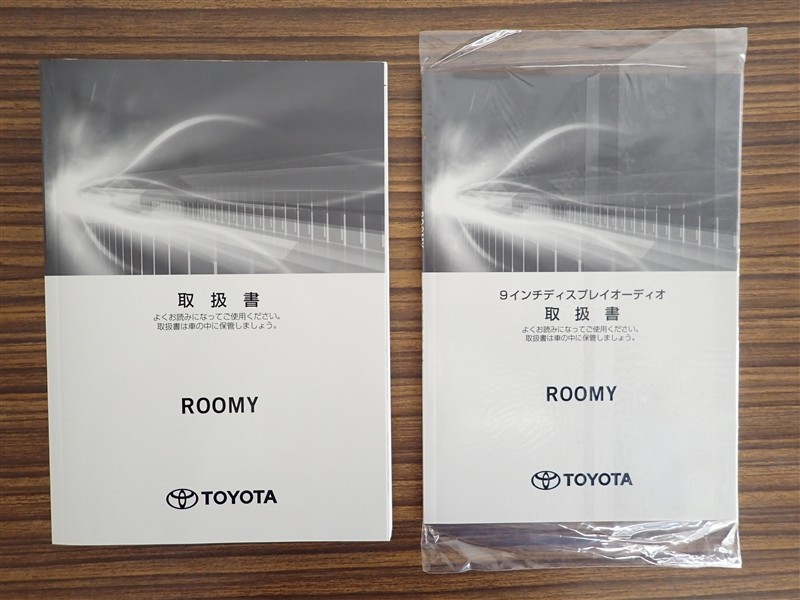 取扱書
よくお読みになってご使用ください。
取扱書は車の中に保管しましょう。
ROOMY
TOYOTA
ROOMY
9インチディスプレイオーディオ
取扱書
よくお読みになってご使用ください。
取扱書は車の中に保管しましょう。
ROOMY
TOYOTA